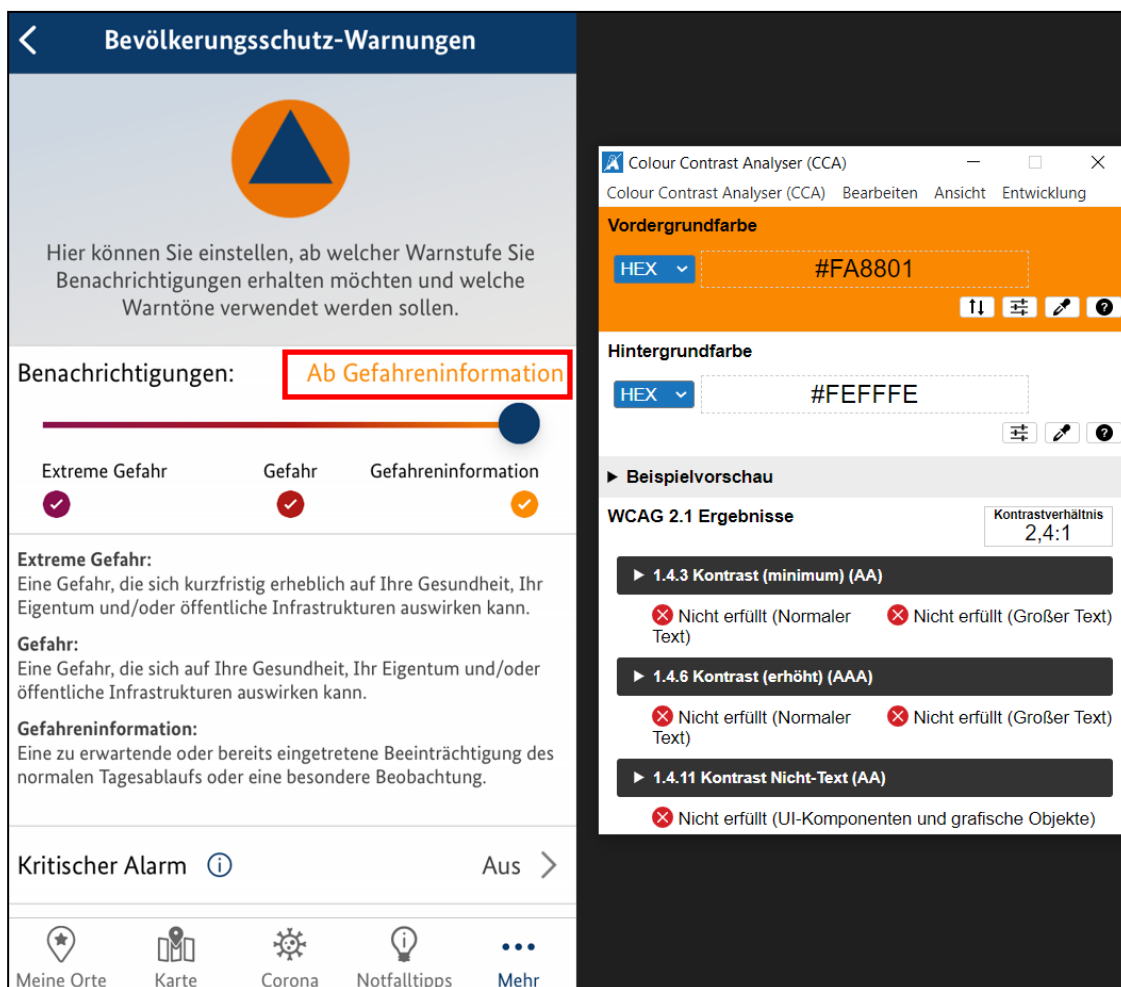 Bevölkerungsschutz-Warnungen
Hier können Sie einstellen, ab welcher Warnstufe Sie
Benachrichtigungen erhalten möchten und welche
Warntöne verwendet werden sollen.
Benachrichtigungen: Ab Gefahreninformation
Extreme Gefahr Gefahr Gefahreninformation
Extreme Gefahr:
Eine Gefahr, die sich kurzfristig erheblich auf Ihre Gesundheit, Ihr
Eigentum und/oder öffentliche Infrastrukturen auswirken kann.
Gefahr:
Eine Gefahr, die sich auf Ihre Gesundheit, Ihr Eigentum und/oder
öffentliche Infrastrukturen auswirken kann.
Gefahreninformation:
Eine zu erwartende oder bereits eingetretene Beeinträchtigung des
normalen Tagesablaufs oder eine besondere Beobachtung.
Kritischer Alarm Aus
Meine Orte Karte Corona Notfalltipps Mehr
Colour Contrast Analyser (CCA)
Colour Contrast Analyser (CCA) Bearbeiten Ansicht Entwicklung
Vordergrundfarbe
HEX #FA8801
Hintergrundfarbe
HEX #FEFFFE
Beispielvorschau
WCAG 2.1 Ergebnisse
Kontrastverhältnis
2,4:1
1.4.3 Kontrast (minimum) (AA)
Nicht erfüllt (Normaler
Text)
Nicht erfüllt (Großer Text)
1.4.6 Kontrast (erhöht) (AAA)
Nicht erfüllt (Normaler
Text)
Nicht erfüllt (Großer Text)
1.4.11 Kontrast Nicht-Text (AA)
Nicht erfüllt (UI-Komponenten und grafische Objekte)